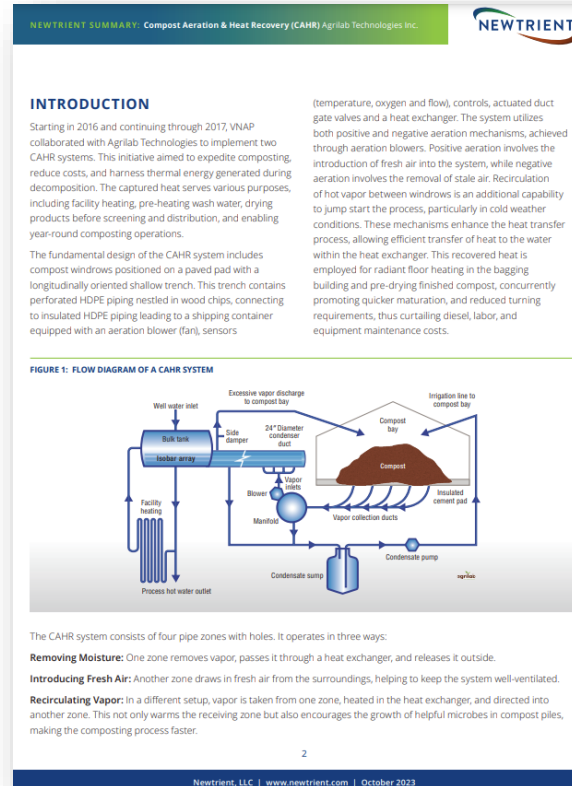 NEWTRIENT SUMMARY: Compost Aeration & Heat Recovery (CAHR) Agrilab Technologies Inc.
NEWTRIENT
INTRODUCTION
Starting in 2016 and continuing through 2017, VNAP
collaborated with Agrilab Technologies to implement two
CAHR systems. This initiative aimed to expedite composting,
reduce costs, and harness thermal energy generated during
decomposition. The captured heat serves various purposes,
including facility heating, pre-heating wash water, drying
products before screening and distribution, and enabling
year-round composting operations.
The fundamental design of the CAHR system includes
compost windrows positioned on a paved pad with a
longitudinally oriented shallow trench. This trench contains
perforated HDPE piping nestled in wood chips, connecting
to insulated HDPE piping leading to a shipping container
equipped with an aeration blower (fan), sensors
(temperature, oxygen and flow), controls, actuated duct
gate valves and a heat exchanger. The system utilizes
both positive and negative aeration mechanisms, achieved
through aeration blowers. Positive aeration involves the
introduction of fresh air into the system, while negative
aeration involves the removal of stale air. Recirculation
of hot vapor between windrows is an additional capability
to jump start the process, particularly in cold weather
conditions. These mechanisms enhance the heat transfer
process, allowing efficient transfer of heat to the water
within the heat exchanger. This recovered heat is
employed for radiant floor heating in the bagging
building and pre-drying finished compost, concurrently
promoting quicker maturation, and reduced turning
requirements, thus curtailing diesel, labor, and
equipment maintenance costs.
FIGURE 1: FLOW DIAGRAM OF A CAHR SYSTEM
Well water inlet
Excessive vapor discharge
to compost bay
Irrigation line to
compost bay
Bulk tank
Isobar array
Side
damper
24" Diameter
condenser
duct
Compost
bay
Compost
Vapor
inlets
Blower
Insulated
cement pad
Facility
heating
Manifold
Vapor collection ducts
Condensate pump
Condensate sump
agrilab
Process hot water outlet
The CAHR system consists of four pipe zones with holes. It operates in three ways:
Removing Moisture: One zone removes vapor, passes it through a heat exchanger, and releases it outside.
Introducing Fresh Air: Another zone draws in fresh air from the surroundings, helping to keep the system well-ventilated.
Recirculating Vapor: In a different setup, vapor is taken from one zone, heated in the heat exchanger, and directed into
another zone. This not only warms the receiving zone but also encourages the growth of helpful microbes in compost piles,
making the composting process faster.
2
Newtrient, LLC | www.newtrient.com | October 2023